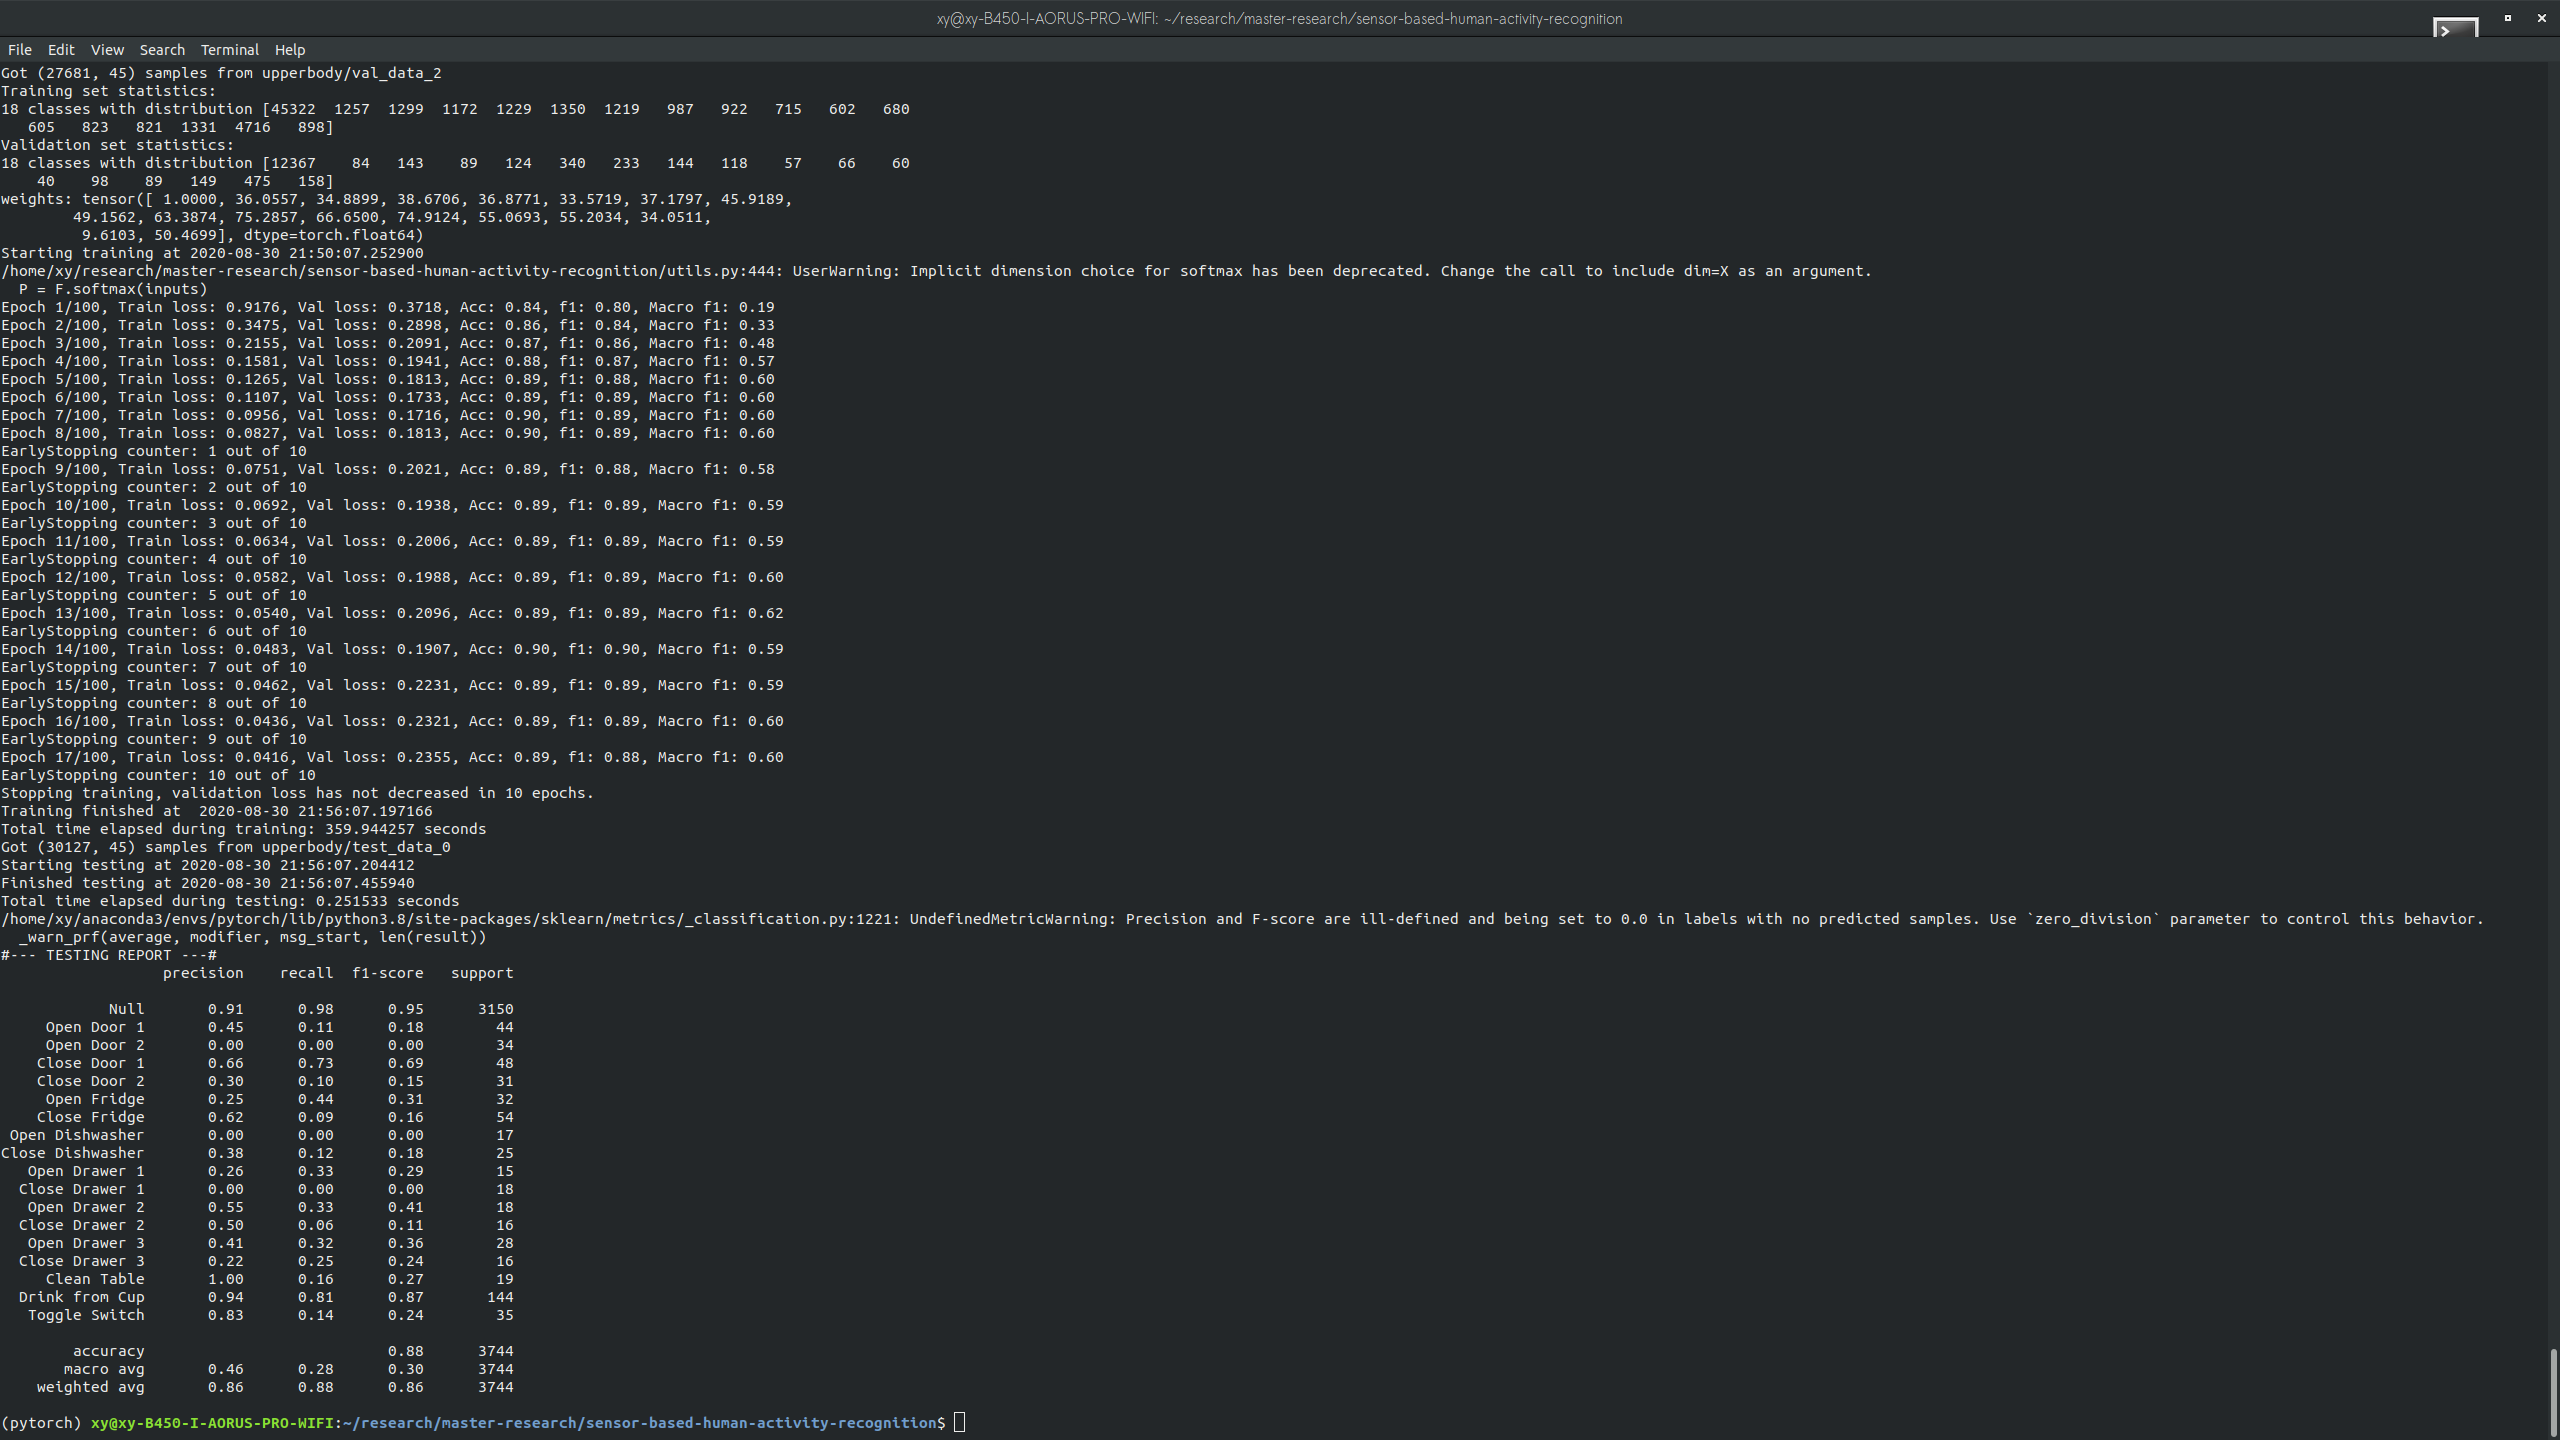 xy@xy-B450-I-AORUS-PRO-WIFI: ~/research/master-research/sensor-based-human-activity-recognition
File Edit View Search Terminal Help
Got (27681, 45) samples from upperbody/val_data_2
Training set statistics:
18 classes with distribution [45322  1257  1299  1172  1229  1350  1219   987   922   715   602   680
   605   823   821  1331  4716   898]
Validation set statistics:
18 classes with distribution [12367    84   143    89   124   340   233   144   118    57    66    60
    40    98    89   149   475   158]
weights: tensor([ 1.0000, 36.0557, 34.8899, 38.6706, 36.8771, 33.5719, 37.1797, 45.9189,
        49.1562, 63.3874, 75.2857, 66.6500, 74.9124, 55.0693, 55.2034, 34.0511,
         9.6103, 50.4699], dtype=torch.float64)
Starting training at 2020-08-30 21:50:07.252900
/home/xy/research/master-research/sensor-based-human-activity-recognition/utils.py:444: UserWarning: Implicit dimension choice for softmax has been deprecated. Change the call to include dim=X as an argument.
  P = F.softmax(inputs)
Epoch 1/100, Train loss: 0.9176, Val loss: 0.3718, Acc: 0.84, f1: 0.80, Macro f1: 0.19
Epoch 2/100, Train loss: 0.3475, Val loss: 0.2898, Acc: 0.86, f1: 0.84, Macro f1: 0.33
Epoch 3/100, Train loss: 0.2155, Val loss: 0.2091, Acc: 0.87, f1: 0.86, Macro f1: 0.48
Epoch 4/100, Train loss: 0.1581, Val loss: 0.1941, Acc: 0.88, f1: 0.87, Macro f1: 0.57
Epoch 5/100, Train loss: 0.1265, Val loss: 0.1813, Acc: 0.89, f1: 0.88, Macro f1: 0.60
Epoch 6/100, Train loss: 0.1107, Val loss: 0.1733, Acc: 0.89, f1: 0.89, Macro f1: 0.60
Epoch 7/100, Train loss: 0.0956, Val loss: 0.1716, Acc: 0.90, f1: 0.89, Macro f1: 0.60
Epoch 8/100, Train loss: 0.0827, Val loss: 0.1813, Acc: 0.90, f1: 0.89, Macro f1: 0.60
EarlyStopping counter: 1 out of 10
Epoch 9/100, Train loss: 0.0751, Val loss: 0.2021, Acc: 0.89, f1: 0.88, Macro f1: 0.58
EarlyStopping counter: 2 out of 10
Epoch 10/100, Train loss: 0.0692, Val loss: 0.1938, Acc: 0.89, f1: 0.89, Macro f1: 0.59
EarlyStopping counter: 3 out of 10
Epoch 11/100, Train loss: 0.0634, Val loss: 0.2006, Acc: 0.89, f1: 0.89, Macro f1: 0.59
EarlyStopping counter: 4 out of 10
Epoch 12/100, Train loss: 0.0582, Val loss: 0.1988, Acc: 0.89, f1: 0.89, Macro f1: 0.60
EarlyStopping counter: 5 out of 10
Epoch 13/100, Train loss: 0.0540, Val loss: 0.2096, Acc: 0.89, f1: 0.89, Macro f1: 0.62
EarlyStopping counter: 6 out of 10
Epoch 14/100, Train loss: 0.0483, Val loss: 0.1907, Acc: 0.90, f1: 0.90, Macro f1: 0.59
EarlyStopping counter: 7 out of 10
Epoch 15/100, Train loss: 0.0462, Val loss: 0.2231, Acc: 0.89, f1: 0.89, Macro f1: 0.59
EarlyStopping counter: 8 out of 10
Epoch 16/100, Train loss: 0.0436, Val loss: 0.2321, Acc: 0.89, f1: 0.89, Macro f1: 0.60
EarlyStopping counter: 9 out of 10
Epoch 17/100, Train loss: 0.0416, Val loss: 0.2355, Acc: 0.89, f1: 0.88, Macro f1: 0.60
EarlyStopping counter: 10 out of 10
Stopping training, validation loss has not decreased in 10 epochs.
Training finished at  2020-08-30 21:56:07.197166
Total time elapsed during training: 359.944257 seconds
Got (30127, 45) samples from upperbody/test_data_0
Starting testing at 2020-08-30 21:56:07.204412
Finished testing at 2020-08-30 21:56:07.455940
Total time elapsed during testing: 0.251533 seconds
/home/xy/anaconda3/envs/pytorch/lib/python3.8/site-packages/sklearn/metrics/_classification.py:1221: UndefinedMetricWarning: Precision and F-score are ill-defined and being set to 0.0 in labels with no predicted samples. Use `zero_division` parameter to control this behavior.
  _warn_prf(average, modifier, msg_start, len(result))
#--- TESTING REPORT ---#
                  precision    recall  f1-score   support
            Null       0.91      0.98      0.95      3150
     Open Door 1       0.45      0.11      0.18        44
     Open Door 2       0.00      0.00      0.00        34
    Close Door 1       0.66      0.73      0.69        48
    Close Door 2       0.30      0.10      0.15        31
     Open Fridge       0.25      0.44      0.31        32
    Close Fridge       0.62      0.09      0.16        54
 Open Dishwasher       0.00      0.00      0.00        17
Close Dishwasher       0.38      0.12      0.18        25
   Open Drawer 1       0.26      0.33      0.29        15
  Close Drawer 1       0.00      0.00      0.00        18
   Open Drawer 2       0.55      0.33      0.41        18
  Close Drawer 2       0.50      0.06      0.11        16
   Open Drawer 3       0.41      0.32      0.36        28
  Close Drawer 3       0.22      0.25      0.24        16
     Clean Table       1.00      0.16      0.27        19
  Drink from Cup       0.94      0.81      0.87       144
   Toggle Switch       0.83      0.14      0.24        35
        accuracy                           0.88      3744
       macro avg       0.46      0.28      0.30      3744
    weighted avg       0.86      0.88      0.86      3744
(pytorch) xy@xy-B450-I-AORUS-PRO-WIFI:~/research/master-research/sensor-based-human-activity-recognition$